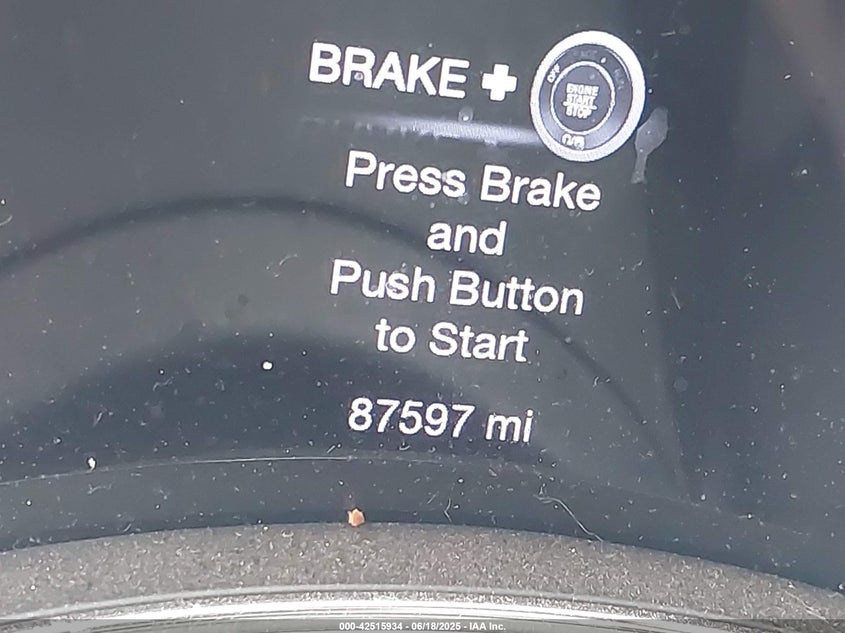 BRAKE +
OFF
ENGINE
START
STOP
Press Brake
and
Push Button
to Start
87597 mi
000-42515934 - 06/18/2025 - IAA Inc.